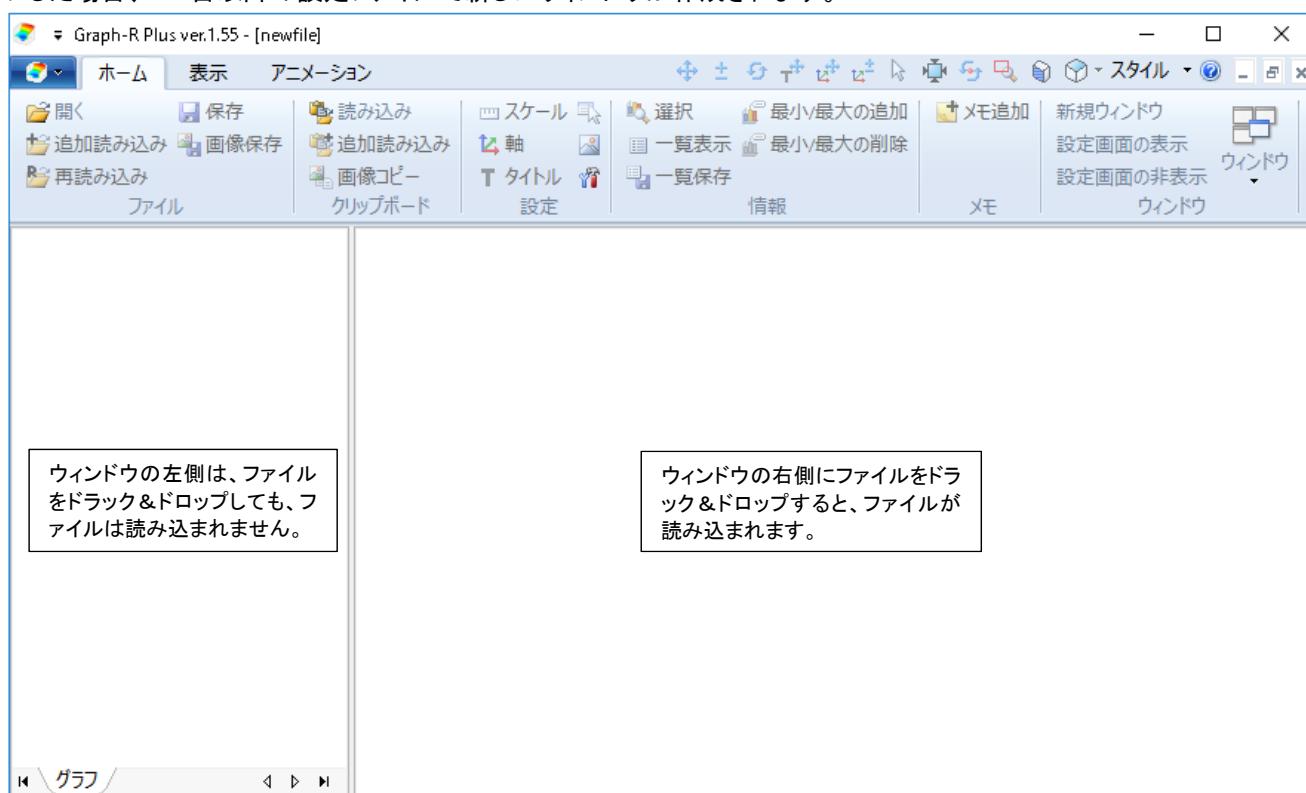 Graph-R Plus ver.1.55 - [newfile]
ホーム 表示 アニメーション スタイル
開く 保存 読み込み スケール 選択 最小/最大の追加 メモ追加 新規ウィンドウ
追加読み込み 画像保存 追加読み込み 軸 一覧表示 最小/最大の削除 設定画面の表示
再読み込み 画像コピー タイトル 一覧保存 設定画面の非表示 ウィンドウ
ファイル クリップボード 設定 情報 メモ ウィンドウ
ウィンドウの左側は、ファイル
をドラック&ドロップしても、フ
ァイルは読み込まれません。
ウィンドウの右側にファイルをドラ
ック&ドロップすると、ファイルが
読み込まれます。
グラフ